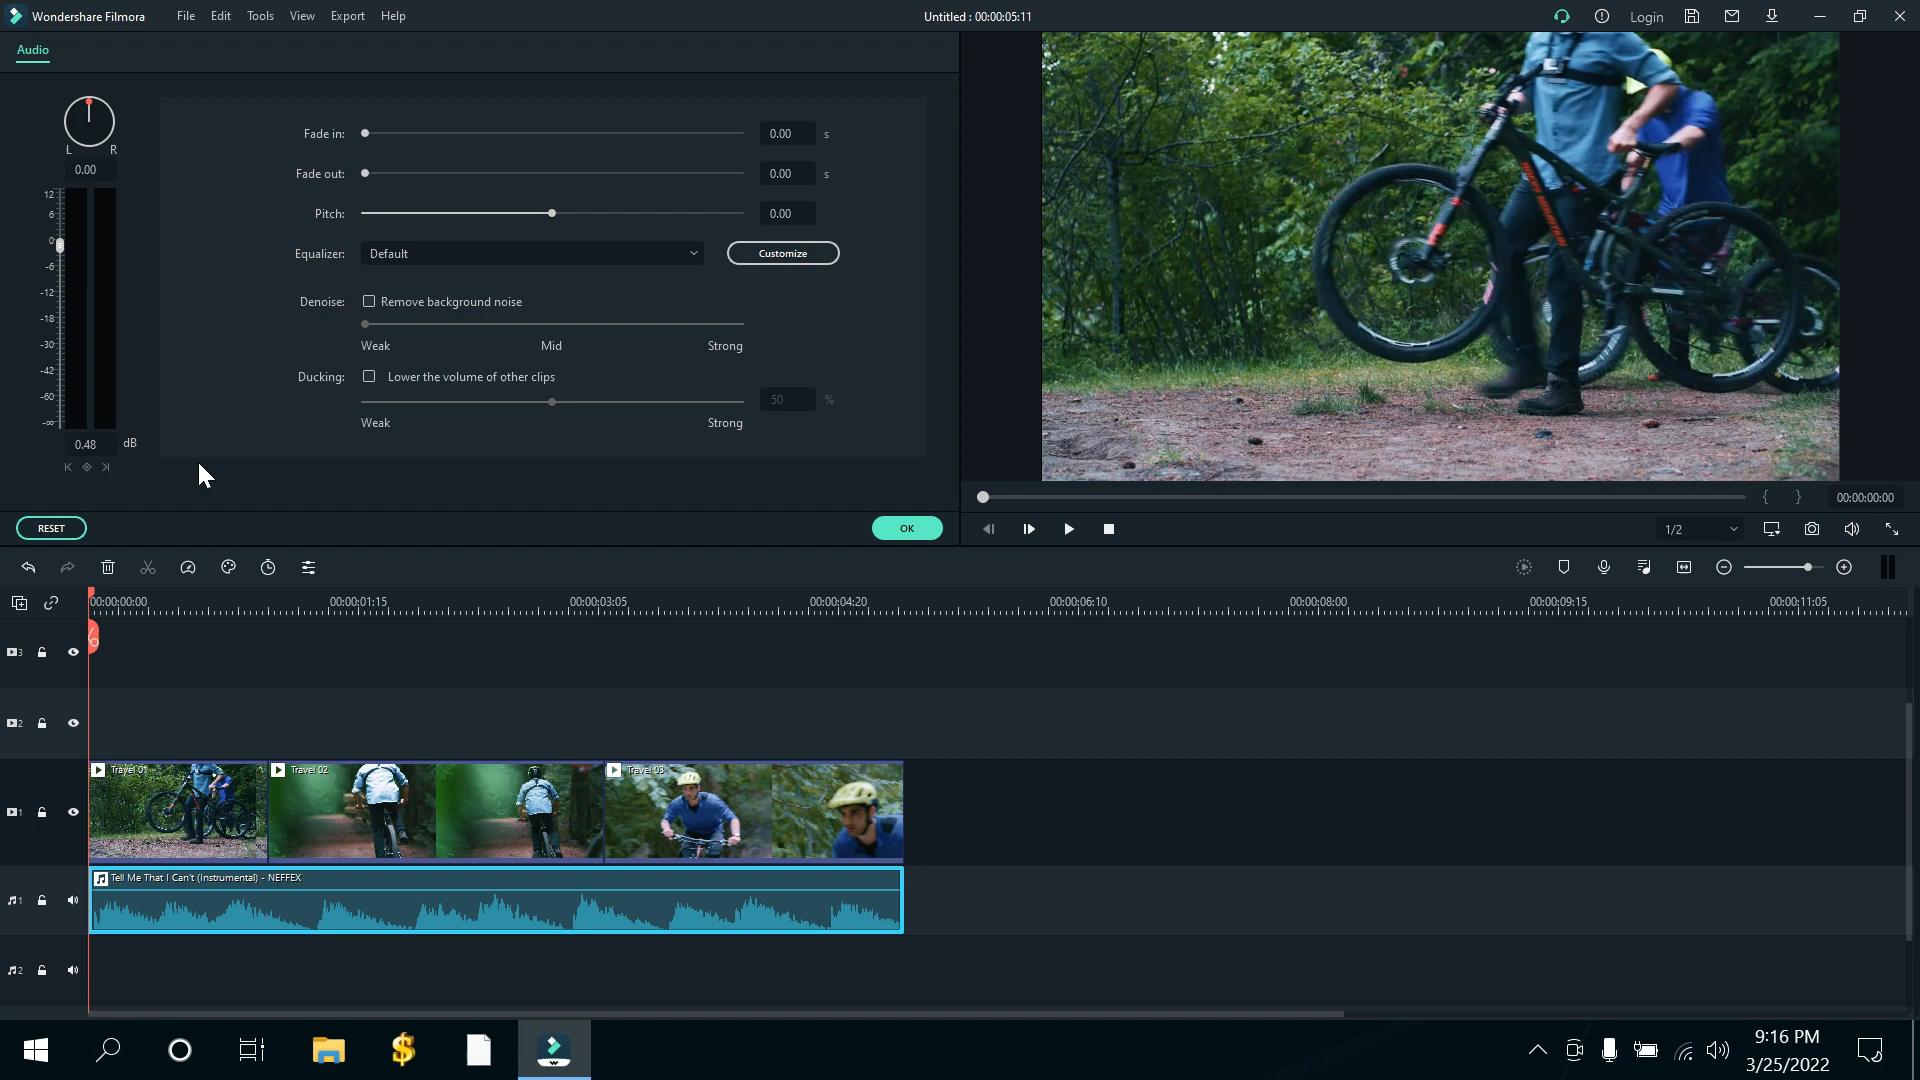 Wondershare Filmora File Edit Tools View Export Help Untitled : 00:00:05:11 Login
Audio
L R
0.00
12
6
0
-6
-12
-18
-30
-42
-60
-∞
0.48 dB
Fade in: 0.00 s
Fade out: 0.00 s
Pitch: 0.00
Equalizer: Default Customize
Denoise: Remove background noise
Weak Mid Strong
Ducking: Lower the volume of other clips
50 %
Weak Strong
RESET OK
{ } 00:00:00:00
1/2
00:00:00:00 00:00:01:15 00:00:03:05 00:00:04:20 00:00:06:10 00:00:08:00 00:00:09:15 00:00:11:05
3
2
1
Travel 01 Travel 02 Travel 03
1
Tell Me That I Can't (Instrumental) - NEFFEX
2
9:16 PM
3/25/2022